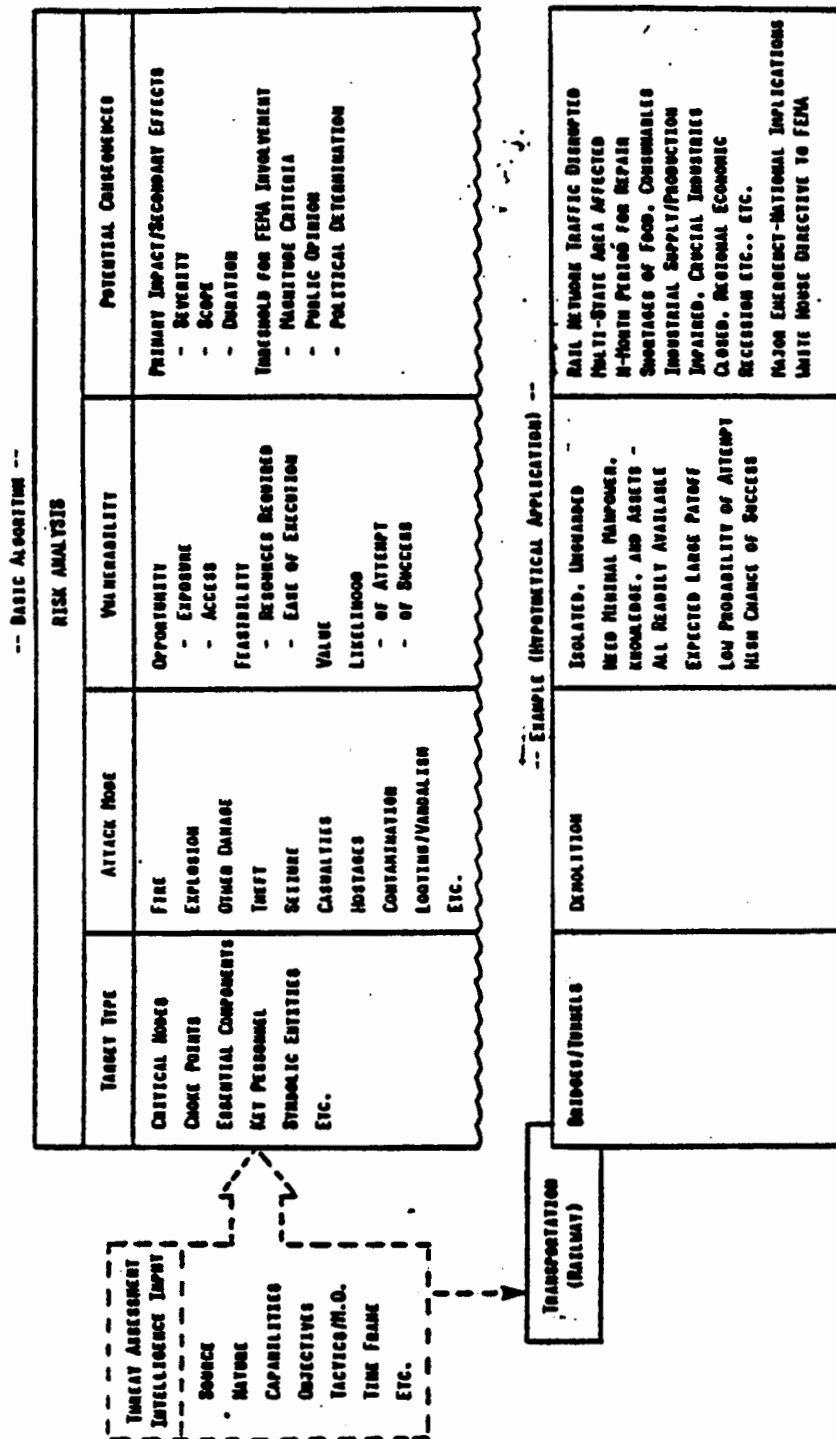 -- BASIC ALGORITHM --
RISK ANALYSIS
TARGET TYPE
ATTACK MODE
VULNERABILITY
POTENTIAL CONSEQUENCES
THREAT ASSESSMENT
INTELLIGENCE INPUT
SOURCE
NATURE
CAPABILITIES
OBJECTIVES
TACTICS/M.O.
TIME FRAME
ETC.
CRITICAL NODES
CHOKE POINTS
ESSENTIAL COMPONENTS
KEY PERSONNEL
SYMBOLIC ENTITIES
ETC.
FIRE
EXPLOSION
OTHER DAMAGE
THEFT
SEIZURE
CASUALTIES
HOSTAGES
CONTAMINATION
LOOTING/VANDALISM
ETC.
OPPORTUNITY
- EXPOSURE
- ACCESS
FEASIBILITY
- RESOURCES REQUIRED
- EASE OF EXECUTION
VALUE
LIKELIHOOD
- OF ATTEMPT
- OF SUCCESS
PRIMARY IMPACT/SECONDARY EFFECTS
- SEVERITY
- SCOPE
- DURATION
THRESHOLD FOR FEMA INVOLVEMENT
- MAGNITUDE CRITERIA
- PUBLIC OPINION
- POLITICAL DETERMINATION
-- EXAMPLE (HYPOTHETICAL APPLICATION) --
TRANSPORTATION
(RAILWAY)
BRIDGES/TUNNELS
DEMOLITION
ISOLATED, UNGUARDED
NEED MINIMAL MANPOWER,
KNOWLEDGE, AND ASSETS -
ALL READILY AVAILABLE
EXPECTED LARGE PAYOFF
LOW PROBABILITY OF ATTEMPT
HIGH CHANCE OF SUCCESS
RAIL NETWORK TRAFFIC DISRUPTED
MULTI-STATE AREA AFFECTED
N-MONTH PERIOD FOR REPAIR
SHORTAGES OF FOOD, CONSUMABLES
INDUSTRIAL SUPPLY/PRODUCTION
IMPAIRED, CRUCIAL INDUSTRIES
CLOSED, REGIONAL ECONOMIC
RECESSION ETC., ETC.
MAJOR EMERGENCY-NATIONAL IMPLICATIONS
WHITE HOUSE DIRECTIVE TO FEMA